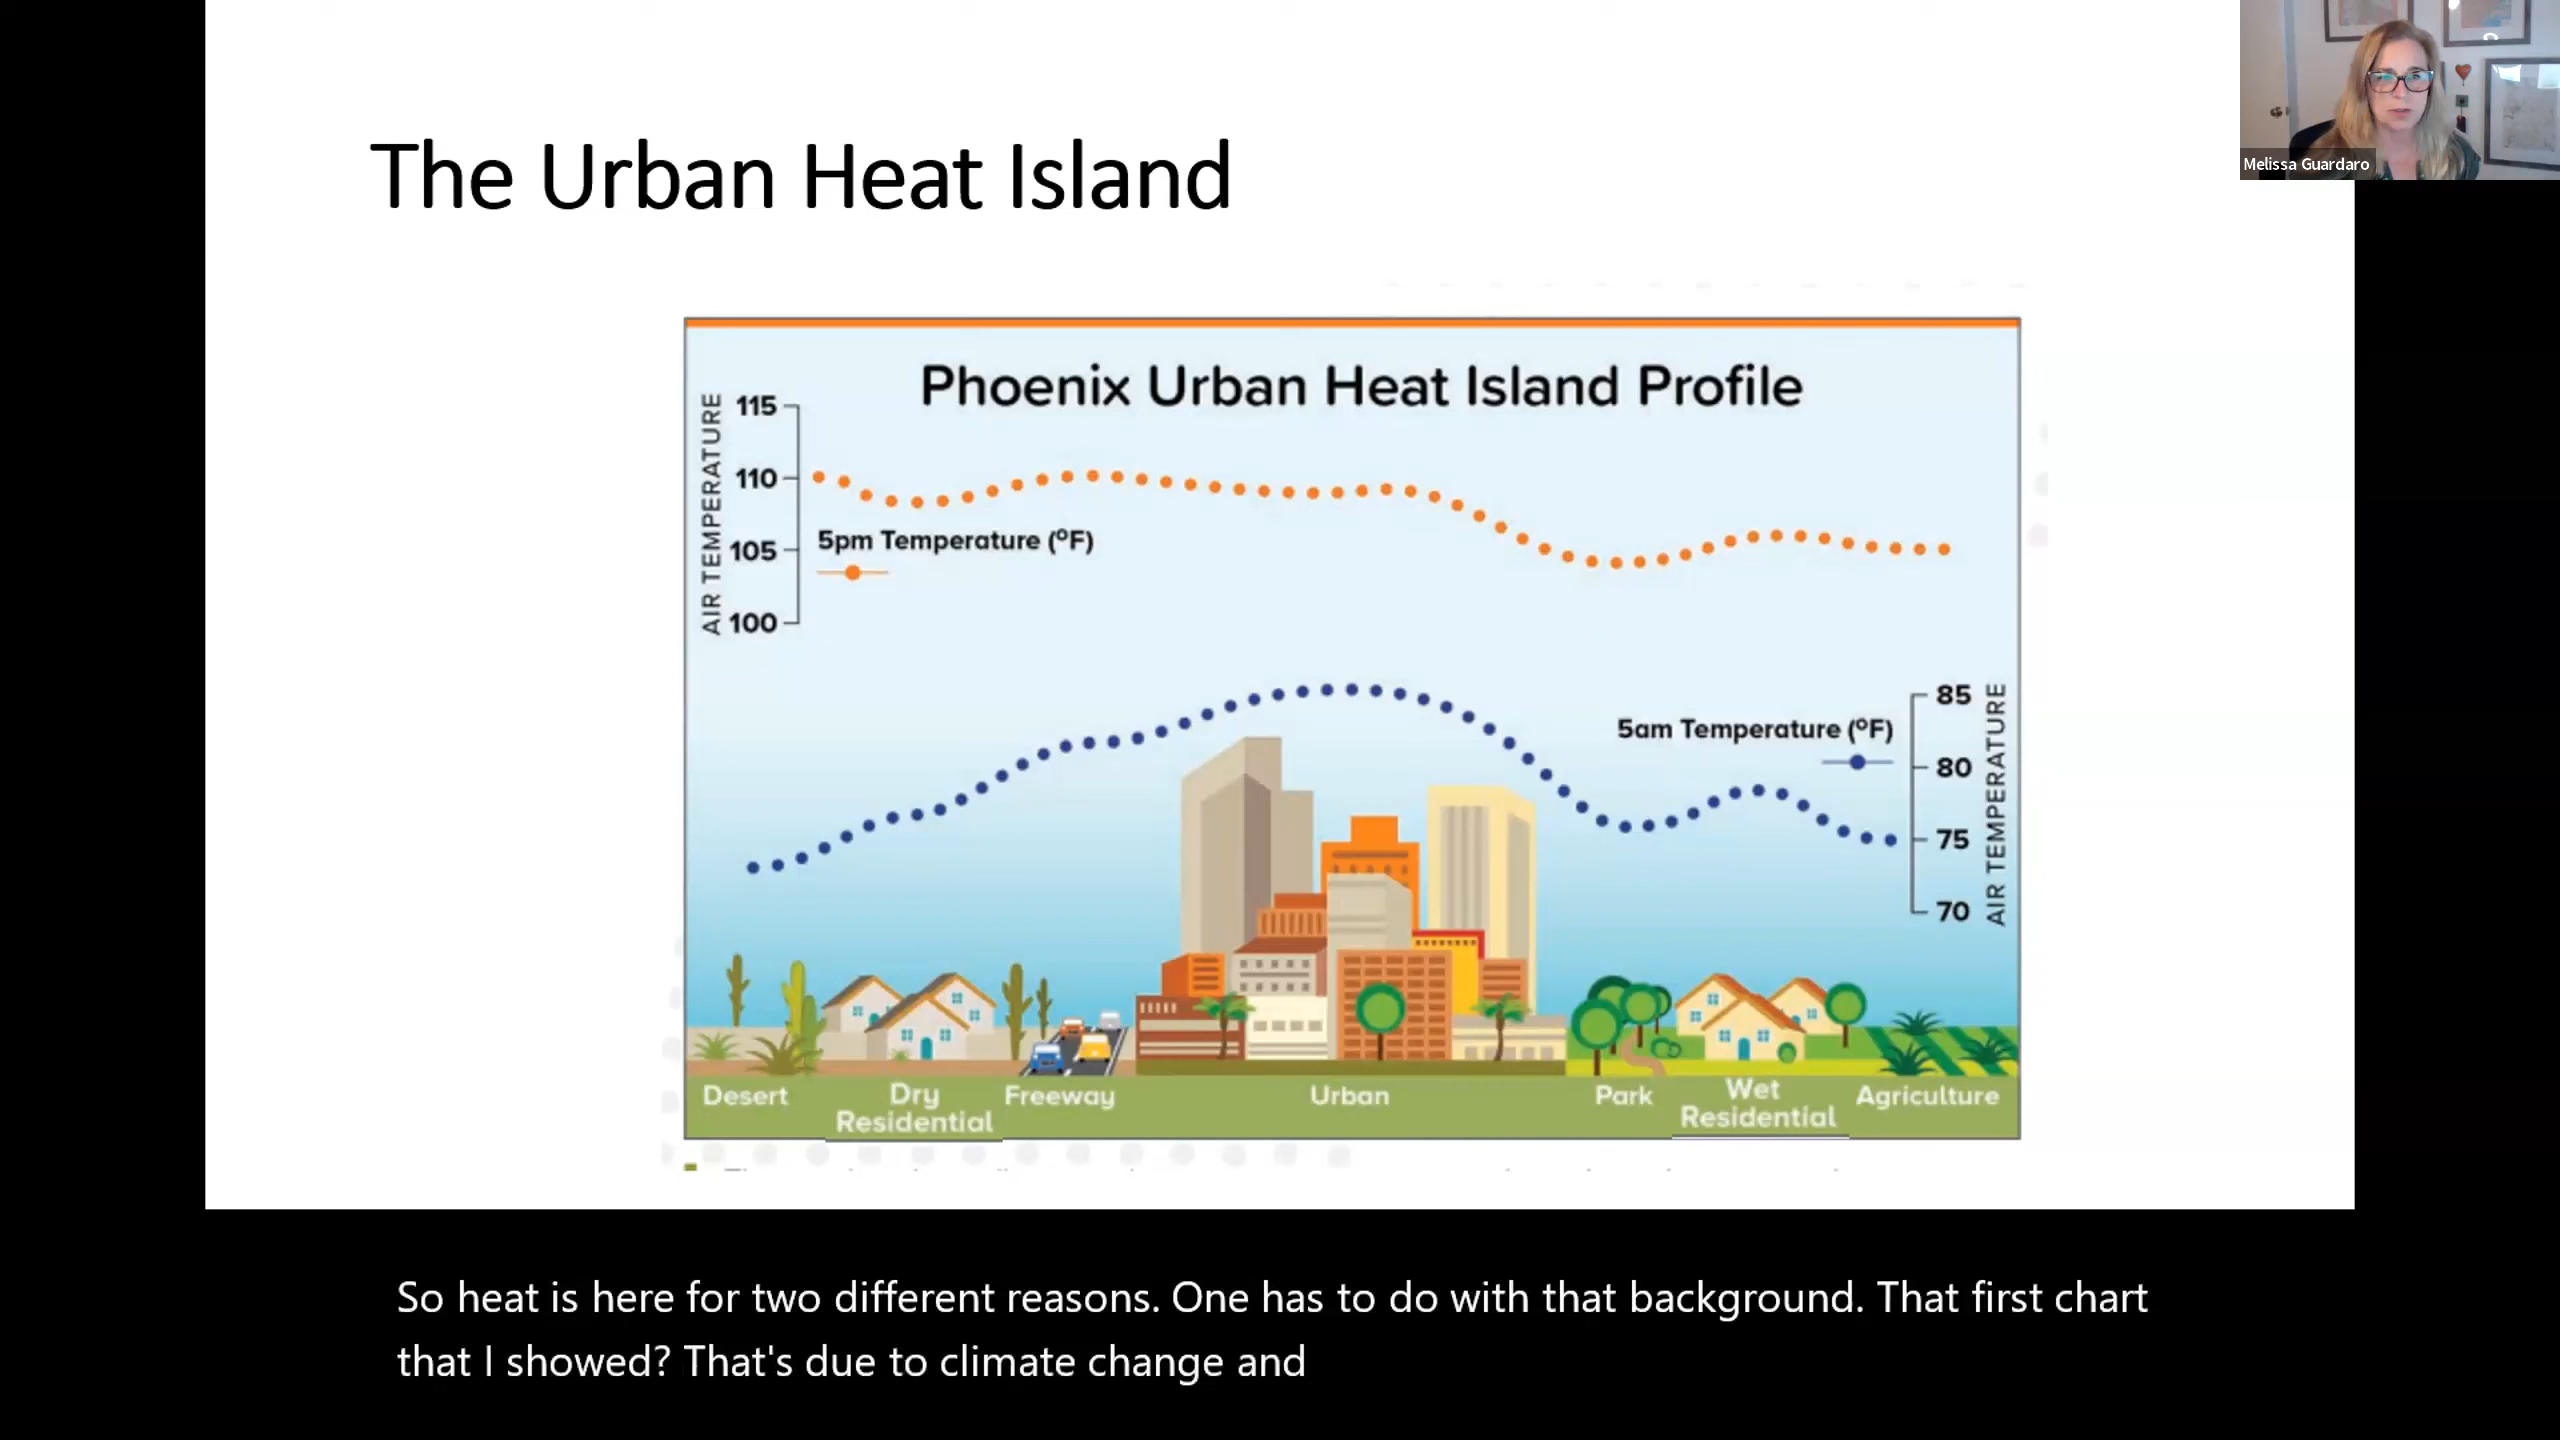 The Urban Heat Island
Melissa Guardaro
Phoenix Urban Heat Island Profile
AIR TEMPERATURE
115
110
105
100
5pm Temperature (ºF)
5am Temperature (ºF)
85
80
75
70
AIR TEMPERATURE
Desert
Dry
Residential
Freeway
Urban
Park
Wet
Residential
Agriculture
So heat is here for two different reasons. One has to do with that background. That first chart
that I showed? That's due to climate change and